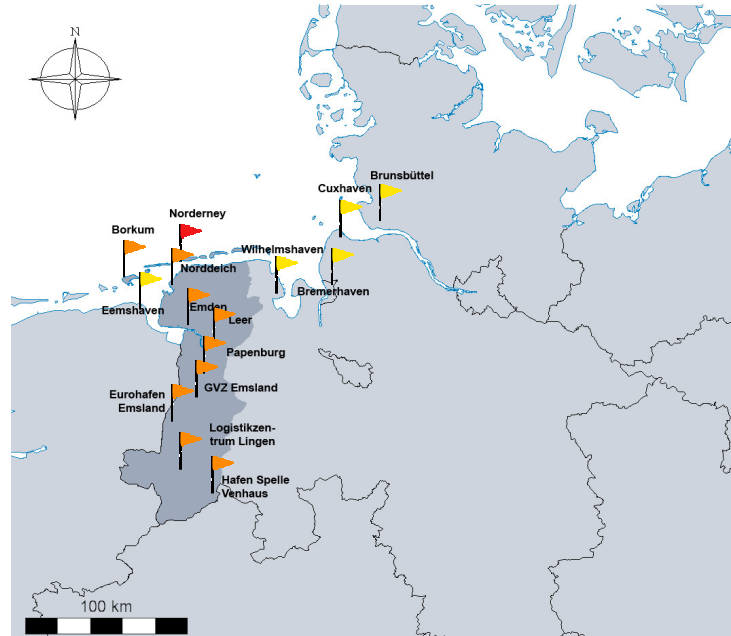 N
Brunsbüttel
Cuxhaven
Norderney
Borkum
Wilhelmshaven
Norddeich
Bremerhaven
Eemshaven
Emden
Leer
Papenburg
GVZ Emsland
Eurohafen
Emsland
Logistikzen-
trum Lingen
Hafen Spelle
Venhaus
100 km